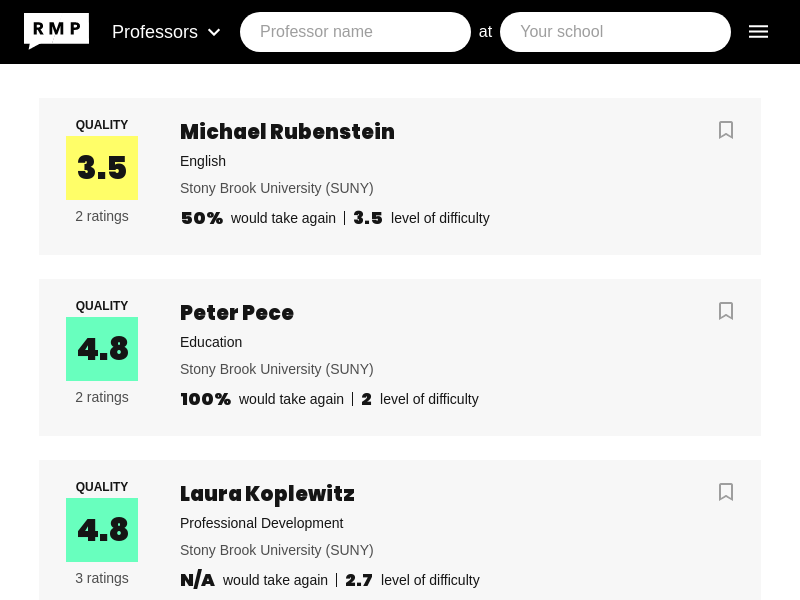 RMP Professors Professor name at Your school
QUALITY
3.5
2 ratings
Michael Rubenstein
English
Stony Brook University (SUNY)
50% would take again | 3.5 level of difficulty
QUALITY
4.8
2 ratings
Peter Pece
Education
Stony Brook University (SUNY)
100% would take again | 2 level of difficulty
QUALITY
4.8
3 ratings
Laura Koplewitz
Professional Development
Stony Brook University (SUNY)
N/A would take again | 2.7 level of difficulty